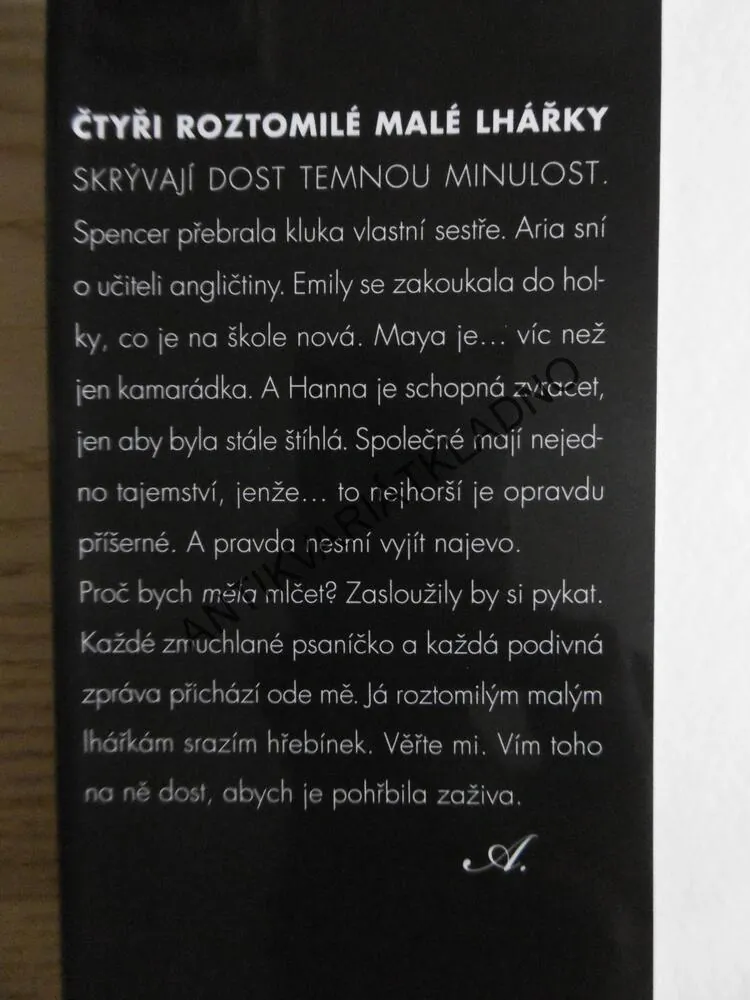 ČTYŘI ROZTOMILÉ MALÉ LHÁŘKY
SKRÝVAJÍ DOST TEMNOU MINULOST.
Spencer přebrala kluka vlastní sestře. Aria sní
o učiteli angličtiny. Emily se zakoukala do hol-
ky, co je na škole nová. Maya je... víc než
jen kamarádka. A Hanna je schopná zvracet,
jen aby byla stále štíhlá. Společné mají nejed-
no tajemství, jenže... to nejhorší je opravdu
příšerné. A pravda nesmí vyjít najevo.
Proč bych měla mlčet? Zasloužily by si pykat.
Každé zmuchlané psaníčko a každá podivná
zpráva přichází ode mě. Já roztomilým malým
lhářkám srazím hřebínek. Věřte mi. Vím toho
na ně dost, abych je pohřbila zaživa.
A.
ANTIKVARIÁTKLADNO